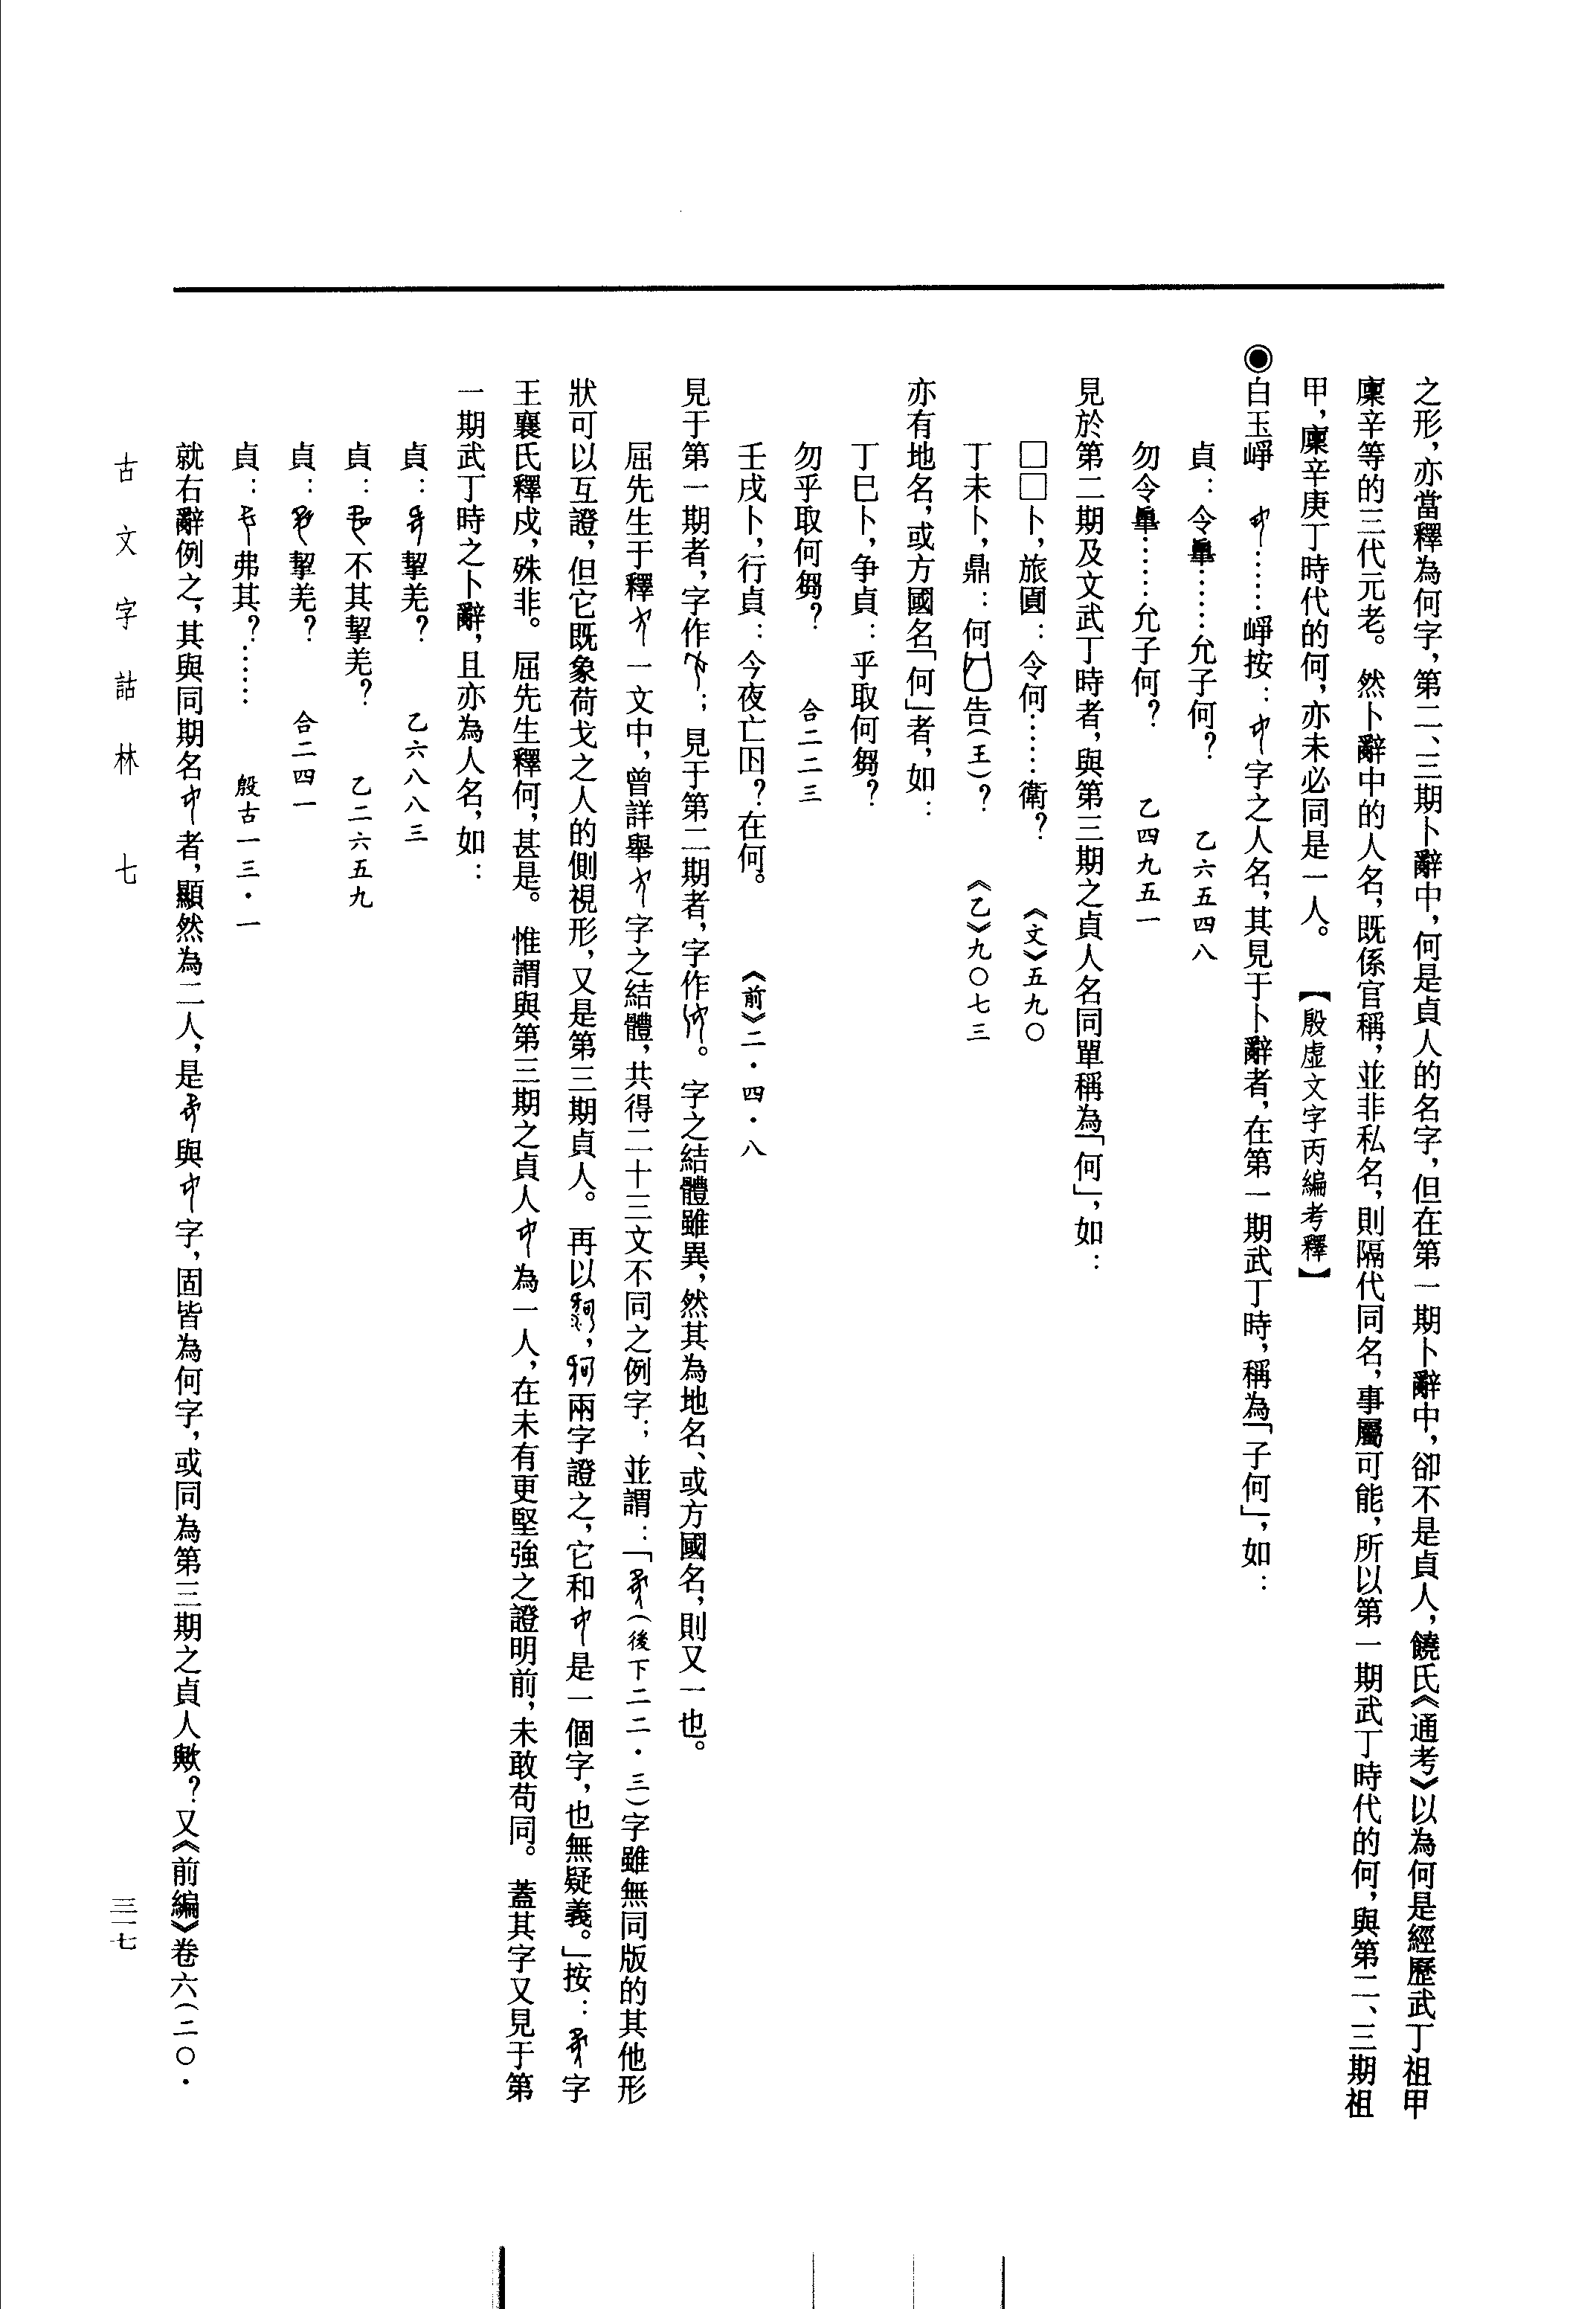 之形，亦當釋為何字，第二、三期卜辭中，何是貞人的名字，但在第一期卜辭中，卻不是貞人，饒氏《通考》以為何是經歷武丁祖甲
廩辛等的三代元老。然卜辭中的人名，既係官稱，並非私名，則隔代同名，事屬可能，所以第一期武丁時代的何，與第二、三期祖
甲，廩辛庚丁時代的何，亦未必同是一人。【殷虛文字丙編考釋】
◉白玉崢　……崢按：字之人名，其見于卜辭者，在第一期武丁時，稱為「子何」，如：
貞：令……允子何？　乙六五四八
勿令……允子何？　乙四九五一
見於第二期及文武丁時者，與第三期之貞人名同單稱為「何」，如：
□□卜，旅圓：令何……衛？　《文》五九〇
丁未卜，鼎：何告(王)？　《乙》九〇七三
亦有地名，或方國名「何」者，如：
丁巳卜，争貞：乎取何芻？
勿乎取何芻？　合二二三
壬戌卜，行貞：今夜亡𡆥？在何。　《前》二·四·八
見于第一期者，字作；見于第二期者，字作。字之結體雖異，然其為地名、或方國名，則又一也。
屈先生于釋一文中，曾詳舉字之結體，共得二十三文不同之例字；並謂：「(後下二二·三)字雖無同版的其他形
狀可以互證，但它既象荷戈之人的側視形，又是第三期貞人。再以，兩字證之，它和是一個字，也無疑義。」按：字
王襄氏釋戍，殊非。屈先生釋何，甚是。惟謂與第三期之貞人為一人，在未有更堅強之證明前，未敢苟同。蓋其字又見于第
一期武丁時之卜辭，且亦為人名，如：
貞：挈羌？　乙六八八三
貞：不其挈羌？　乙二六五九
貞：挈羌？　合二四一
貞：弗其？……　殷古一三·一
就右辭例之，其與同期名者，顯然為二人，是與字，固皆為何字，或同為第三期之貞人歟？又《前編》卷六(二〇·
古文字詁林　七
三一七